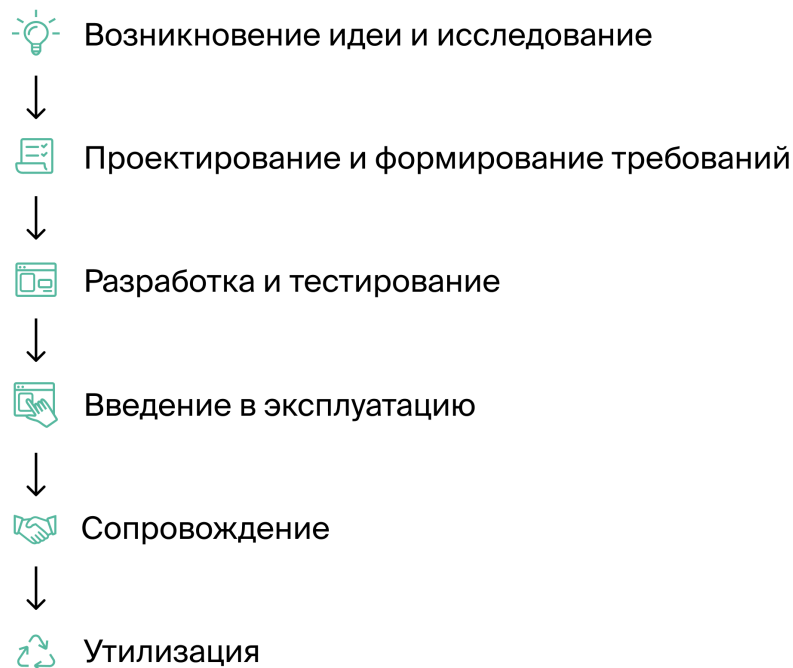 Возникновение идеи и исследование
Проектирование и формирование требований
Разработка и тестирование
Введение в эксплуатацию
Сопровождение
Утилизация